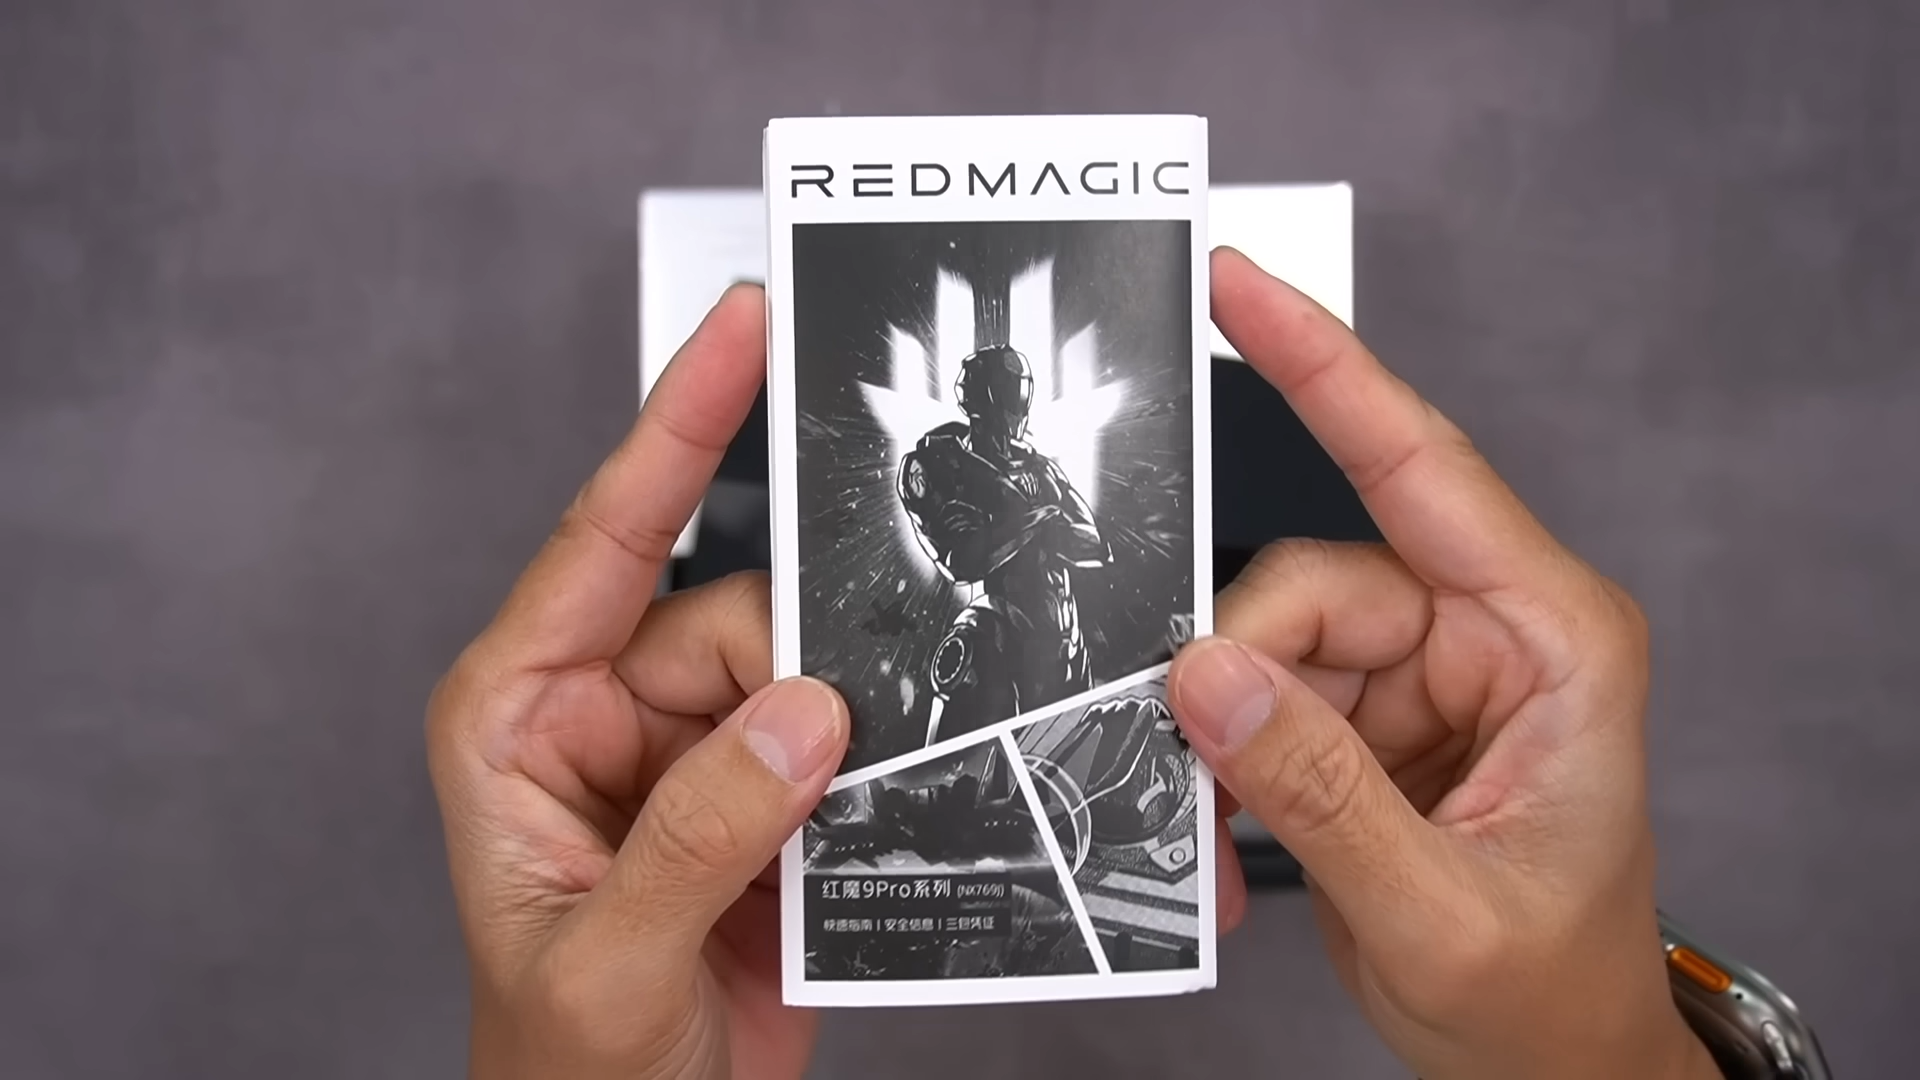 REDMAGIC
红魔9Pro系列 (NX769J)
快速指南 | 安全信息 | 三包凭证